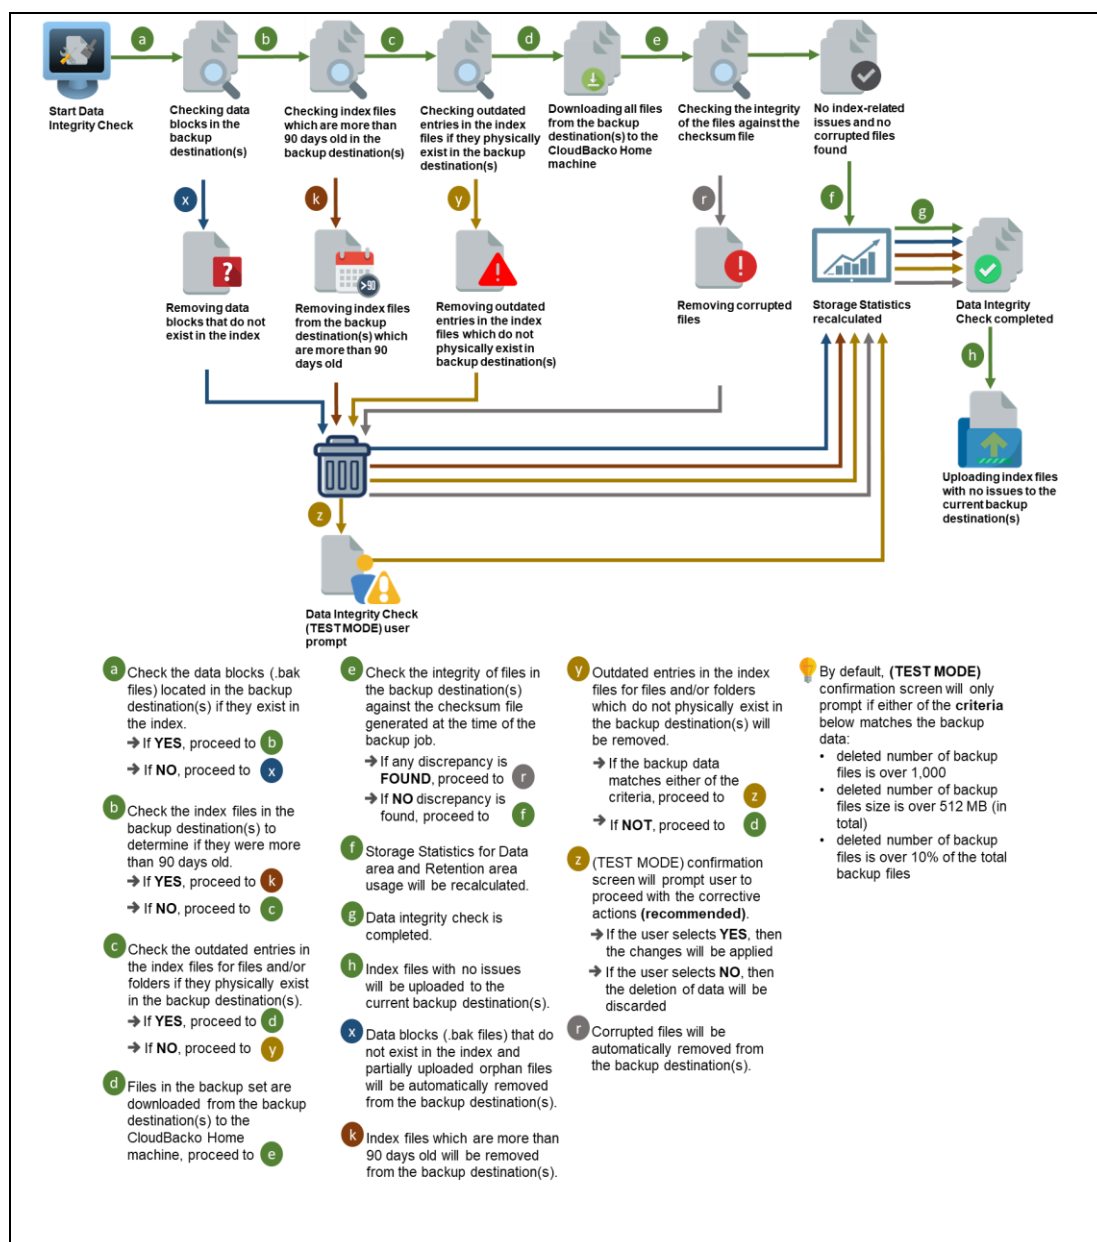 a
b
c
d
e
Start Data
Integrity Check
Checking data
blocks in the
backup
destination(s)
Checking index files
which are more than
90 days old in the
backup destination(s)
Checking outdated
entries in the index
files if they physically
exist in the backup
destination(s)
Downloading all files
from the backup
destination(s) to the
CloudBacko Home
machine
Checking the integrity
of the files against the
checksum file
No index-related
issues and no
corrupted files
found
x
k
y
r
f
g
?
>90
!
!
Removing data
blocks that do not
exist in the index
Removing index files
from the backup
destination(s) which
are more than 90
days old
Removing outdated
entries in the index
files which do not
physically exist in
backup destination(s)
Removing corrupted
files
Storage Statistics
recalculated
Data Integrity
Check completed
h
Uploading index files
with no issues to the
current backup
destination(s)
z
!
Data Integrity Check
(TEST MODE) user
prompt
a Check the data blocks (.bak
files) located in the backup
destination(s) if they exist in
the index.
➔ If YES, proceed to b
➔ If NO, proceed to x
b Check the index files in the
backup destination(s) to
determine if they were more
than 90 days old.
➔ If YES, proceed to k
➔ If NO, proceed to c
c Check the outdated entries in
the index files for files and/or
folders if they physically exist
in the backup destination(s).
➔ If YES, proceed to d
➔ If NO, proceed to y
d Files in the backup set are
downloaded from the backup
destination(s) to the
CloudBacko Home
machine, proceed to e
e Check the integrity of files in
the backup destination(s)
against the checksum file
generated at the time of the
backup job.
➔ If any discrepancy is
FOUND, proceed to r
➔ If NO discrepancy is
found, proceed to f
f Storage Statistics for Data
area and Retention area
usage will be recalculated.
g Data integrity check is
completed.
h Index files with no issues
will be uploaded to the
current backup destination(s).
x Data blocks (.bak files) that do
not exist in the index and
partially uploaded orphan files
will be automatically removed
from the backup destination(s).
k Index files which are more than
90 days old will be removed
from the backup destination(s).
y Outdated entries in the index
files for files and/or folders
which do not physically exist in
the backup destination(s) will
be removed.
➔ If the backup data
matches either of the
criteria, proceed to z
➔ If NOT, proceed to d
z (TEST MODE) confirmation
screen will prompt user to
proceed with the corrective
actions (recommended).
➔ If the user selects YES, then
the changes will be applied
➔ If the user selects NO, then
the deletion of data will be
discarded
r Corrupted files will be
automatically removed from
the backup destination(s).
By default, (TEST MODE)
confirmation screen will only
prompt if either of the criteria
below matches the backup
data:
• deleted number of backup
files is over 1,000
• deleted number of backup
files size is over 512 MB (in
total)
• deleted number of backup
files is over 10% of the total
backup files